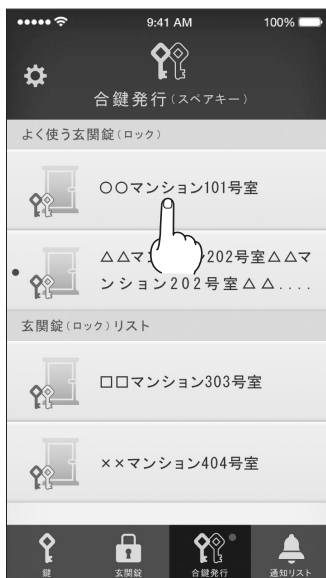 9:41 AM 100%
合鍵発行(スペアキー)
よく使う玄関錠(ロック)
○○マンション101号室
△△マン
202号室△△マ
ンション202号室△△....
玄関錠(ロック)リスト
□□マンション303号室
××マンション404号室
鍵 玄関錠 合鍵発行 通知リスト